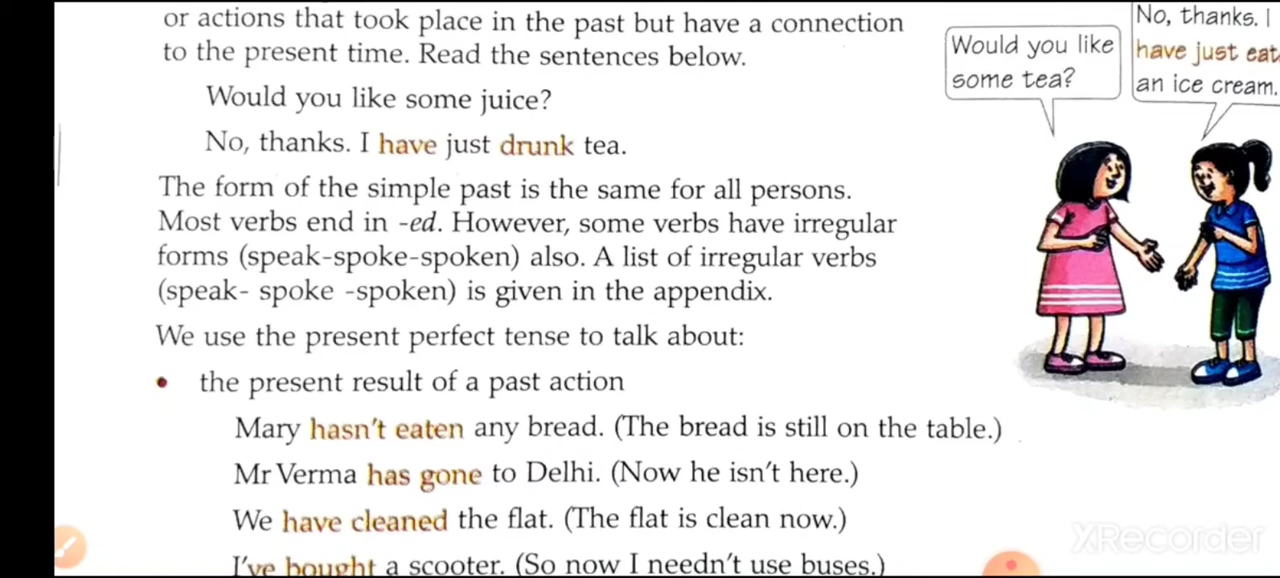 or actions that took place in the past but have a connection
to the present time. Read the sentences below.
Would you like some juice?
No, thanks. I have just drunk tea.
The form of the simple past is the same for all persons.
Most verbs end in -ed. However, some verbs have irregular
forms (speak-spoke-spoken) also. A list of irregular verbs
(speak- spoke -spoken) is given in the appendix.
We use the present perfect tense to talk about:
• the present result of a past action
Mary hasn't eaten any bread. (The bread is still on the table.)
Mr Verma has gone to Delhi. (Now he isn't here.)
We have cleaned the flat. (The flat is clean now.)
I've bought a scooter. (So now I needn't use buses.)
Would you like
some tea?
No, thanks. I
have just eat
an ice cream.
XRecorder